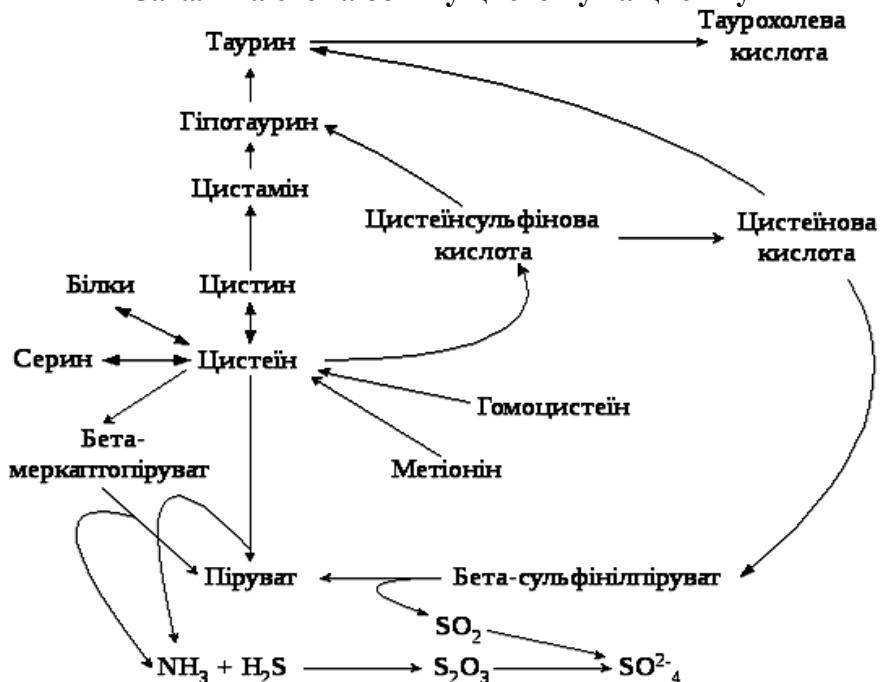 Таурин
Таурохолева
кислота
Гіпотаурин
Цистамін
Цистеїнсульфінова
кислота
Цистеїнова
кислота
Білки
Цистин
Серин
Цистеїн
Гомоцистеїн
Бета-
меркаптопіруват
Метіонін
Піруват
Бета-сульфінілпіруват
SO₂
NH₃ + H₂S
S₂O₃
SO²⁻₄